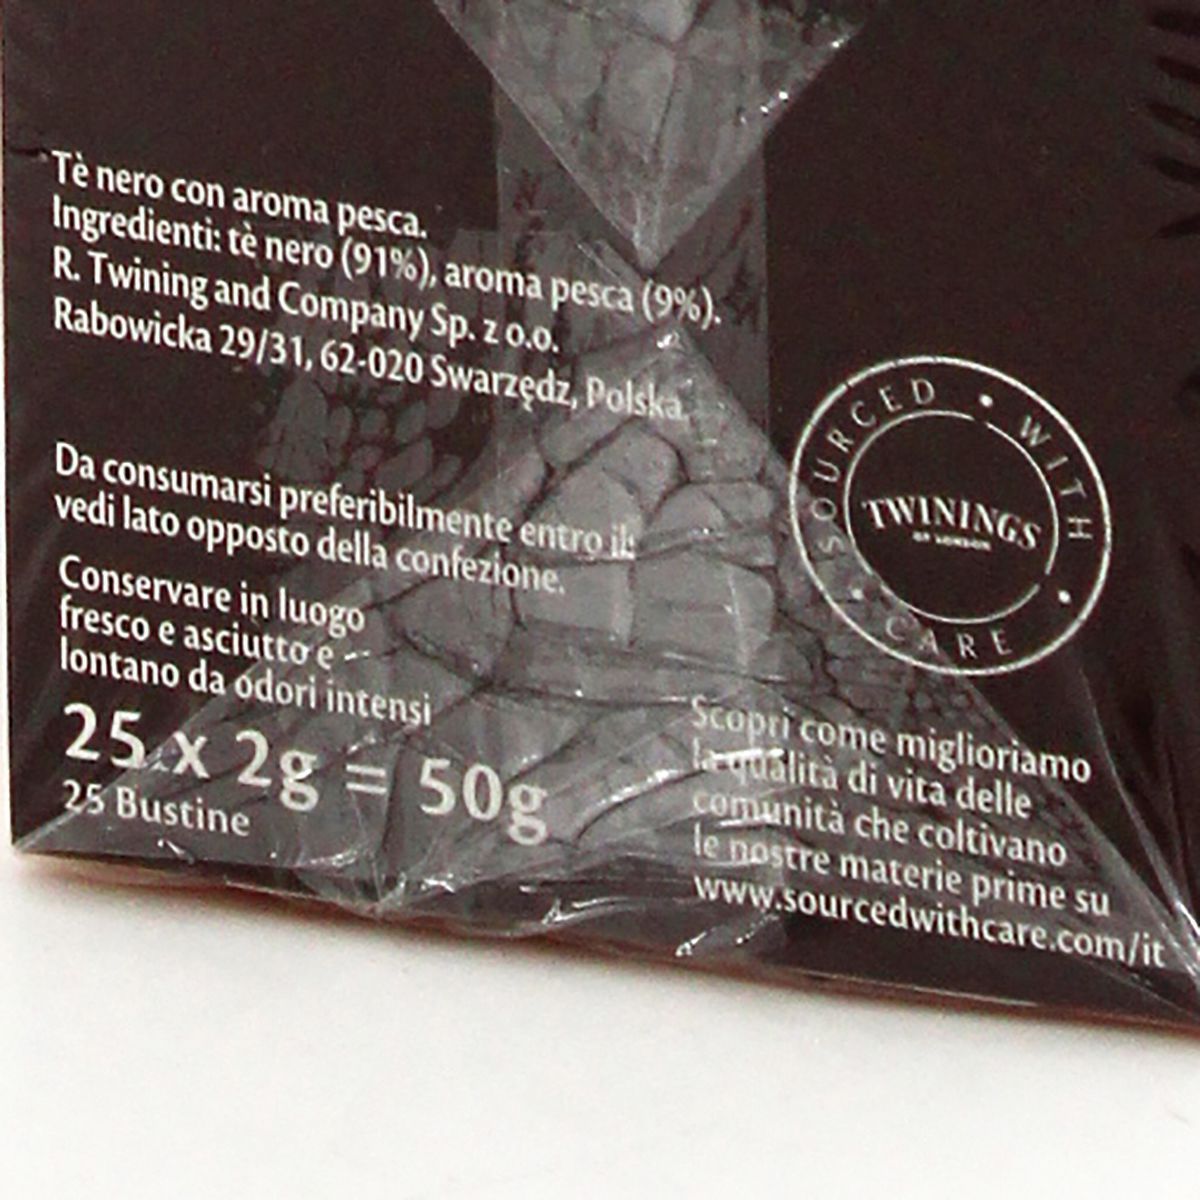 Tè nero con aroma pesca.
Ingredienti: tè nero (91%), aroma pesca (9%).
R. Twining and Company Sp. z o.o.
Rabowicka 29/31, 62-020 Swarzędz, Polska.
Da consumarsi preferibilmente entro il:
vedi lato opposto della confezione.
Conservare in luogo
fresco e asciutto e
lontano da odori intensi
25 x 2g = 50g
25 Bustine
SOURCED • WITH • CARE •
TWININGS
OF LONDON
Scopri come miglioriamo
la qualità di vita delle
comunità che coltivano
le nostre materie prime su
www.sourcedwithcare.com/it